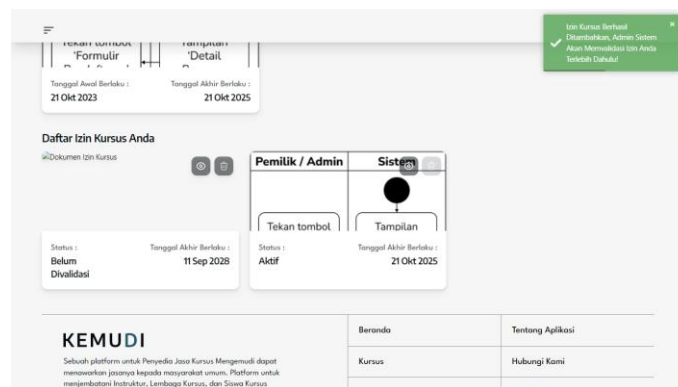 Izin Kursus Berhasil
Ditambahkan, Admin Sistem
Akan Memvalidasi Izin Anda
Terlebih Dahulu!
Tekan tombol
'Formulir
Tampilan
'Detail
Tanggal Awal Berlaku :
Tanggal Akhir Berlaku :
21 Okt 2023
21 Okt 2025
Daftar Izin Kursus Anda
Dokumen Izin Kursus
Pemilik / Admin
Sistem
Tekan tombol
Tampilan
Status :
Tanggal Akhir Berlaku :
Belum
Divalidasi
11 Sep 2028
Status :
Tanggal Akhir Berlaku :
Aktif
21 Okt 2025
KEMUDI
Sebuah platform untuk Penyedia Jasa Kursus Mengemudi dapat
menawarkan jasanya kepada masyarakat umum. Platform untuk
menjembatani Instruktur, Lembaga Kursus, dan Siswa Kursus
Beranda
Tentang Aplikasi
Kursus
Hubungi Kami